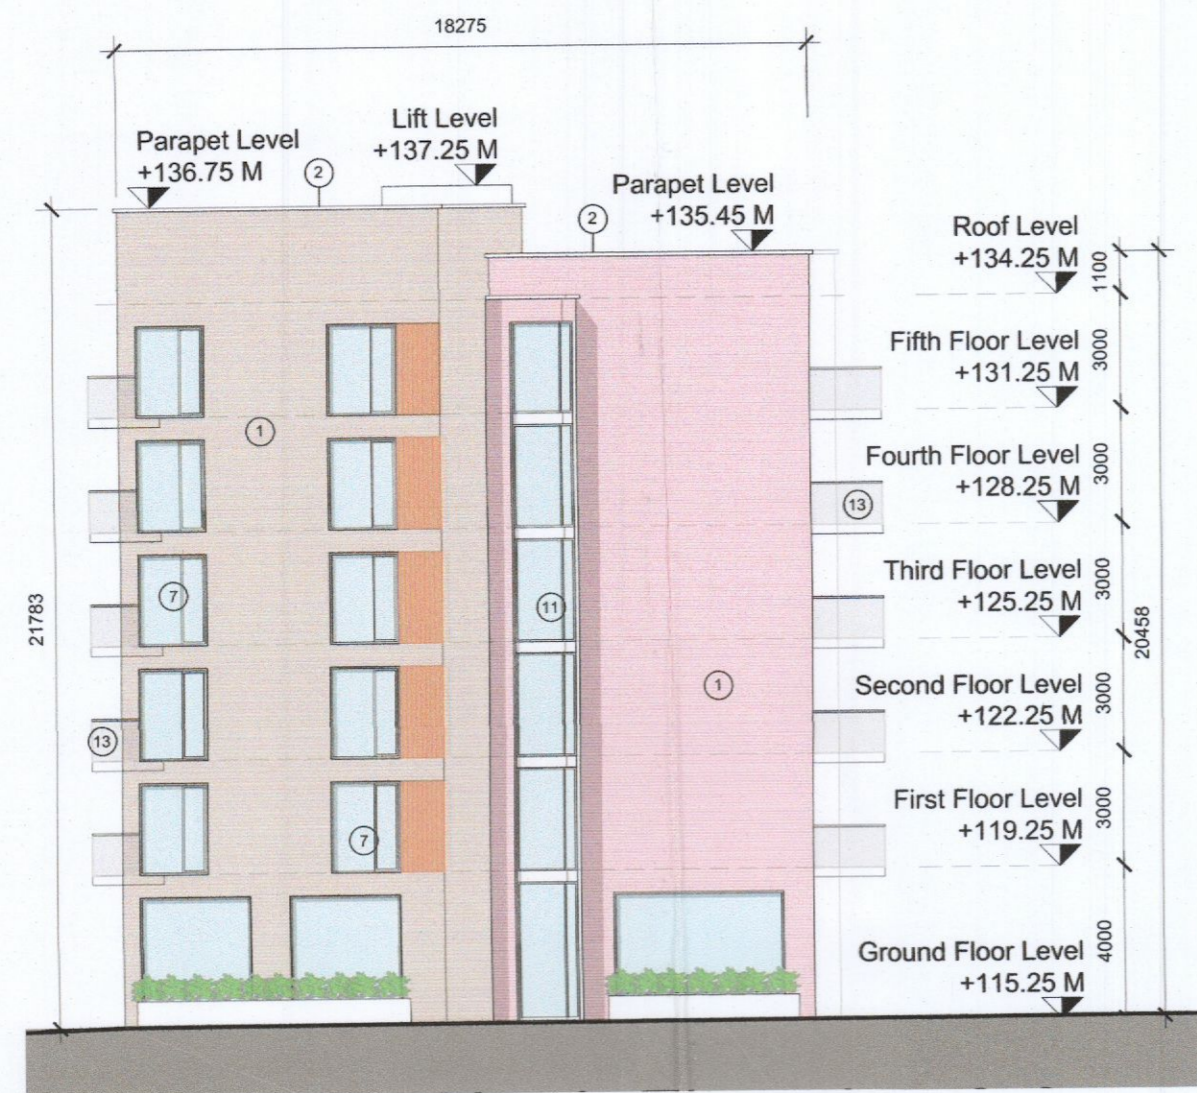 18275
Lift Level
+137.25 M
Parapet Level
+136.75 M
2
Parapet Level
+135.45 M
2
Roof Level
+134.25 M
1100
Fifth Floor Level
+131.25 M
3000
1
Fourth Floor Level
+128.25 M
3000
13
Third Floor Level
+125.25 M
3000
7
11
21783
20458
Second Floor Level
+122.25 M
3000
1
13
First Floor Level
+119.25 M
3000
7
Ground Floor Level
+115.25 M
4000